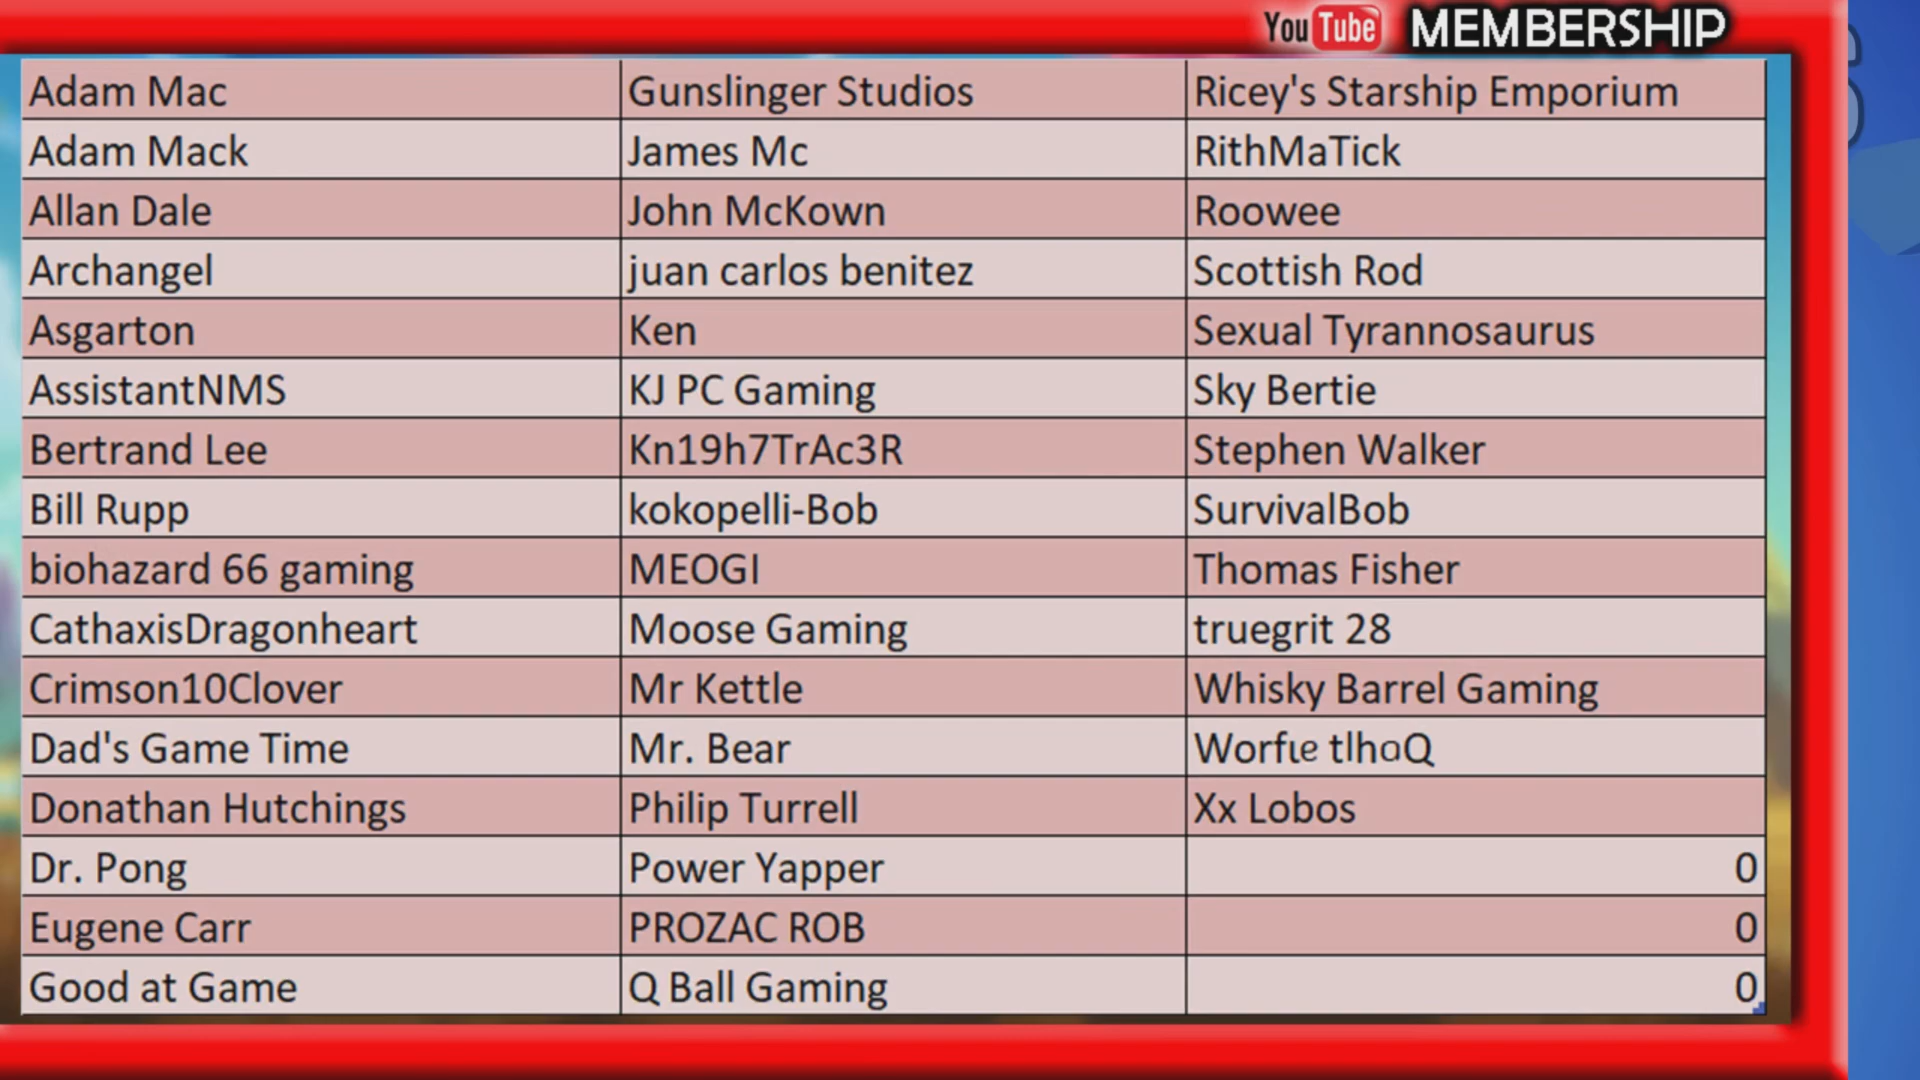 You Tube MEMBERSHIP
Adam Mac Gunslinger Studios Ricey's Starship Emporium
Adam Mack James Mc RithMaTick
Allan Dale John McKown Roowee
Archangel juan carlos benitez Scottish Rod
Asgarton Ken Sexual Tyrannosaurus
AssistantNMS KJ PC Gaming Sky Bertie
Bertrand Lee Kn19h7TrAc3R Stephen Walker
Bill Rupp kokopelli-Bob SurvivalBob
biohazard 66 gaming MEOGI Thomas Fisher
CathaxisDragonheart Moose Gaming truegrit 28
Crimson10Clover Mr Kettle Whisky Barrel Gaming
Dad's Game Time Mr. Bear Worfɩe tlhɑQ
Donathan Hutchings Philip Turrell Xx Lobos
Dr. Pong Power Yapper 0
Eugene Carr PROZAC ROB 0
Good at Game Q Ball Gaming 0